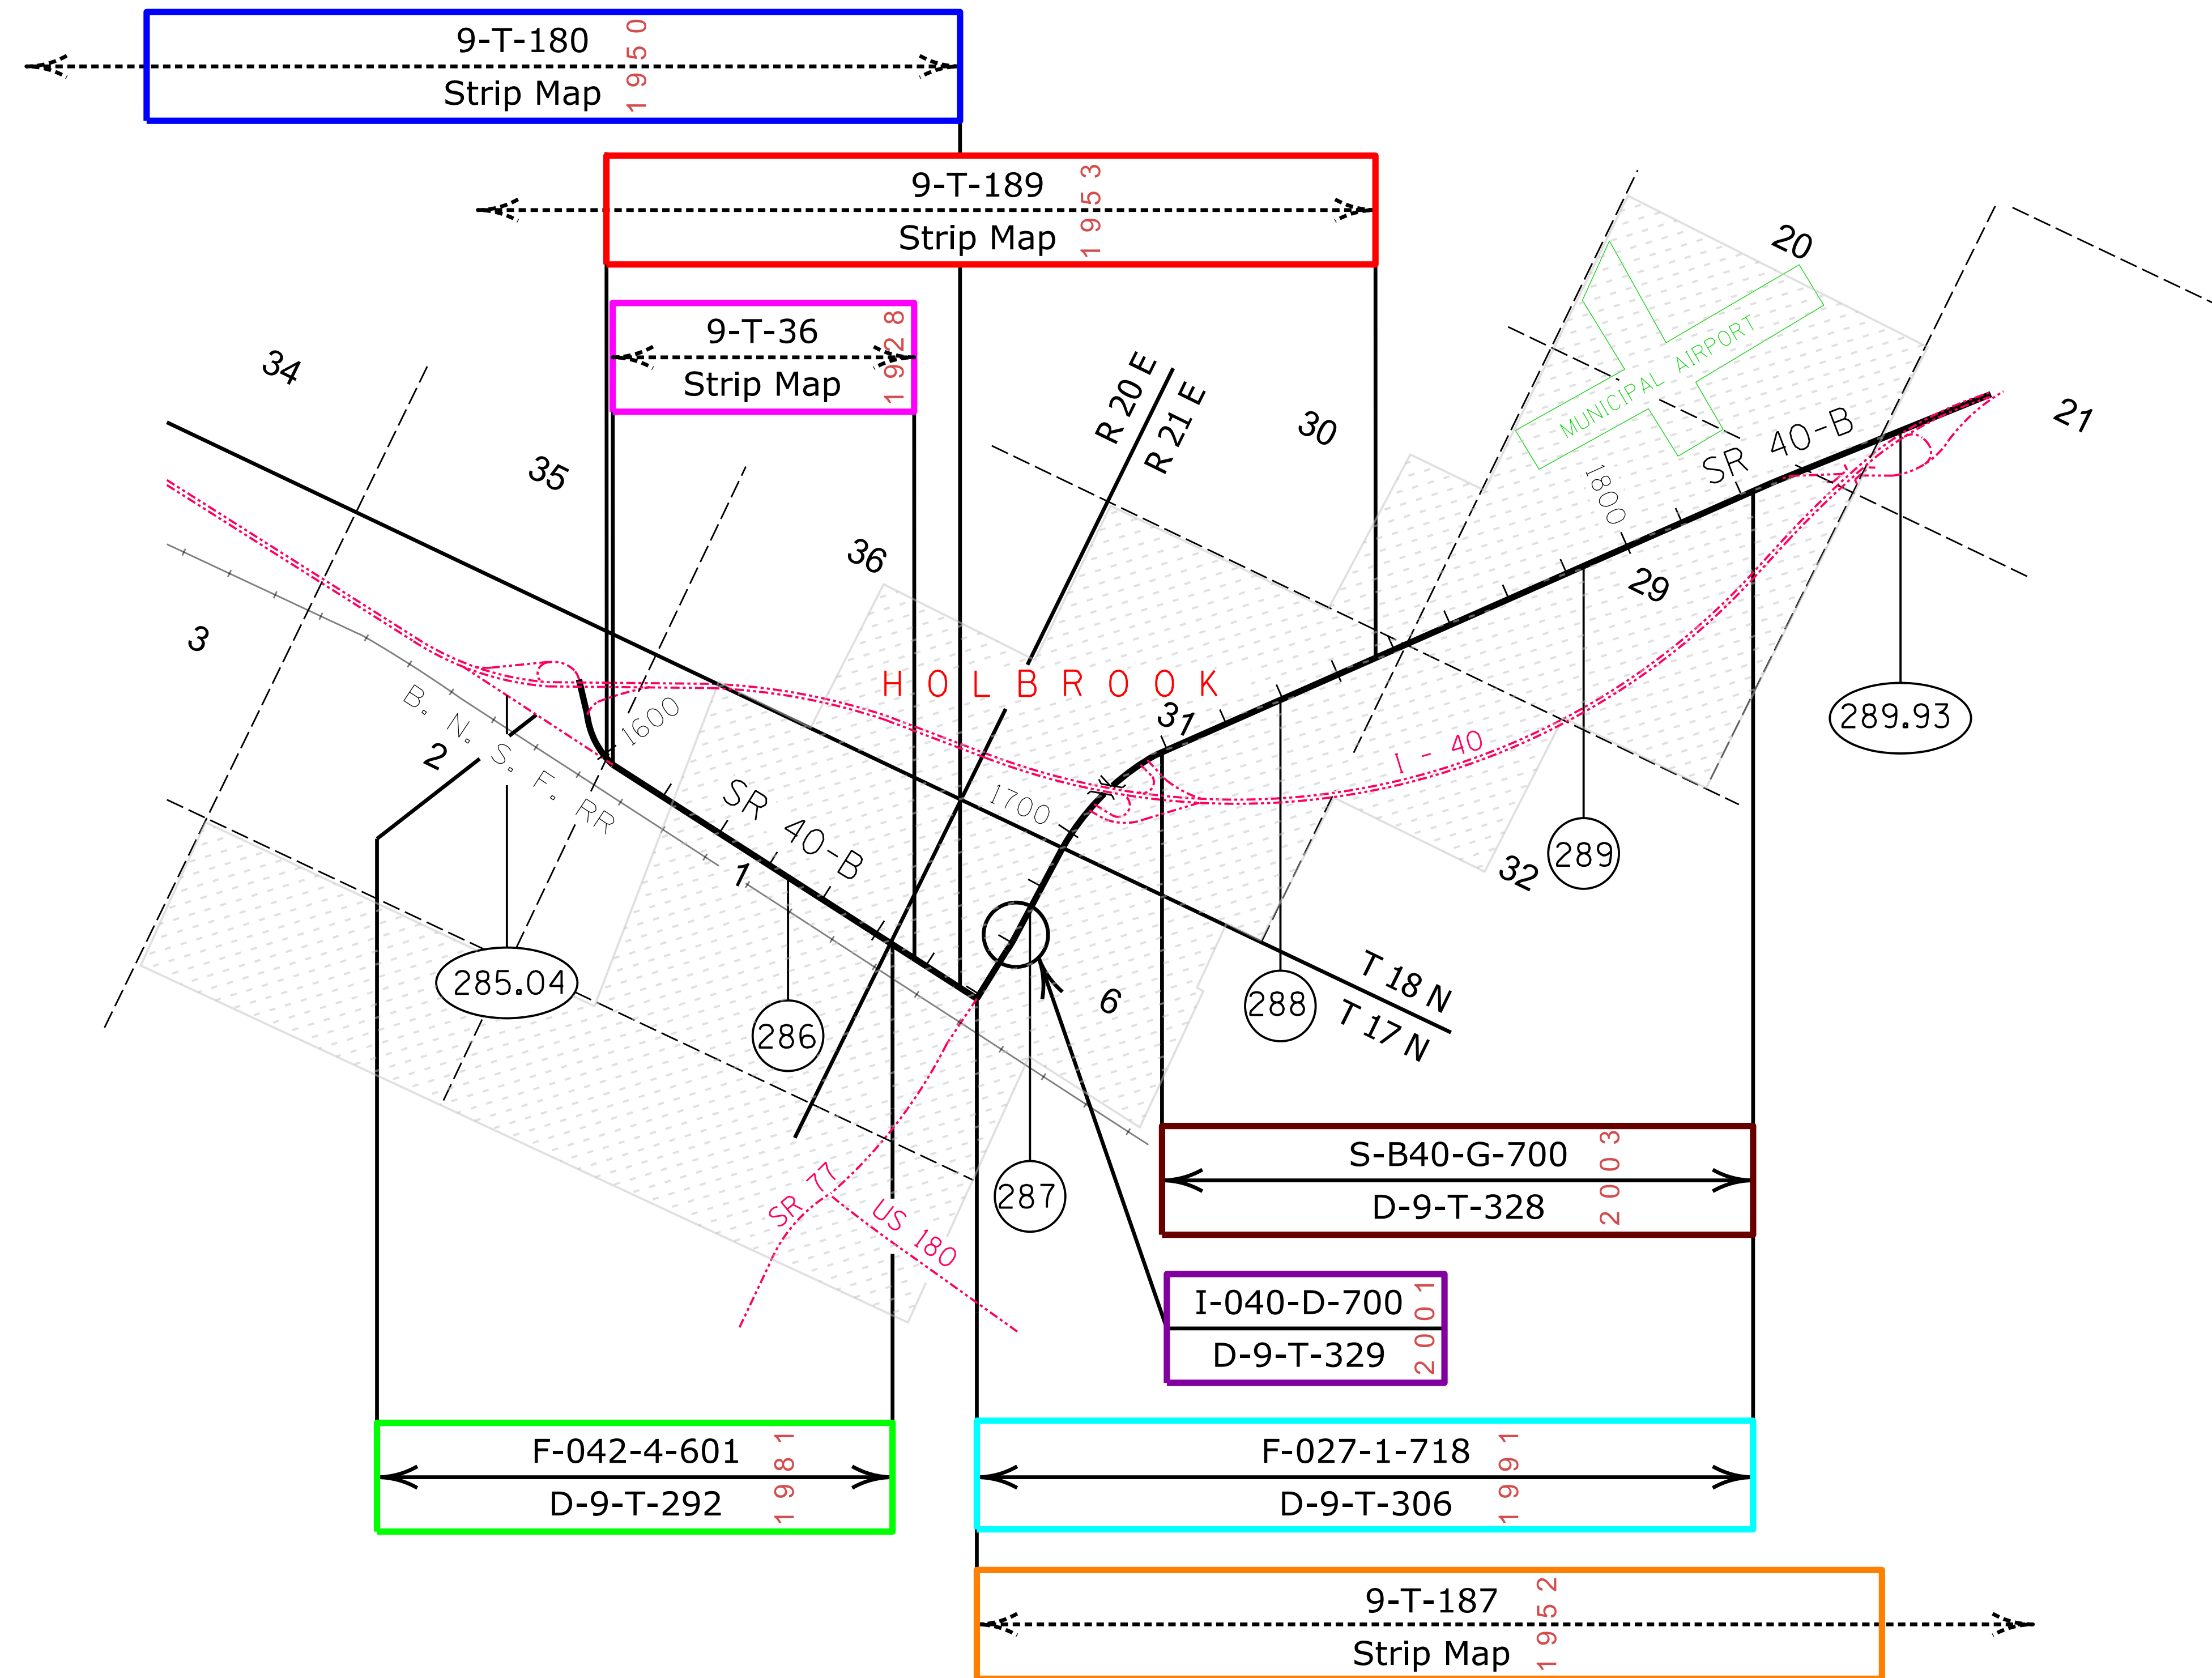 9-T-180
Strip Map
1950
9-T-189
Strip Map
1953
9-T-36
Strip Map
1928
20
34
35
36
R 20 E
R 21 E
30
MUNICIPAL AIRPORT
SR 40-B
21
1800
29
3
HOLBROOK
31
289.93
B. N. S. F. RR
2
1600
I - 40
SR 40-B
1700
1
289
32
285.04
286
6
288
T 18 N
T 17 N
287
SR 77
US 180
S-B40-G-700
D-9-T-328
2003
I-040-D-700
D-9-T-329
2001
F-042-4-601
D-9-T-292
1981
F-027-1-718
D-9-T-306
1991
9-T-187
Strip Map
1952